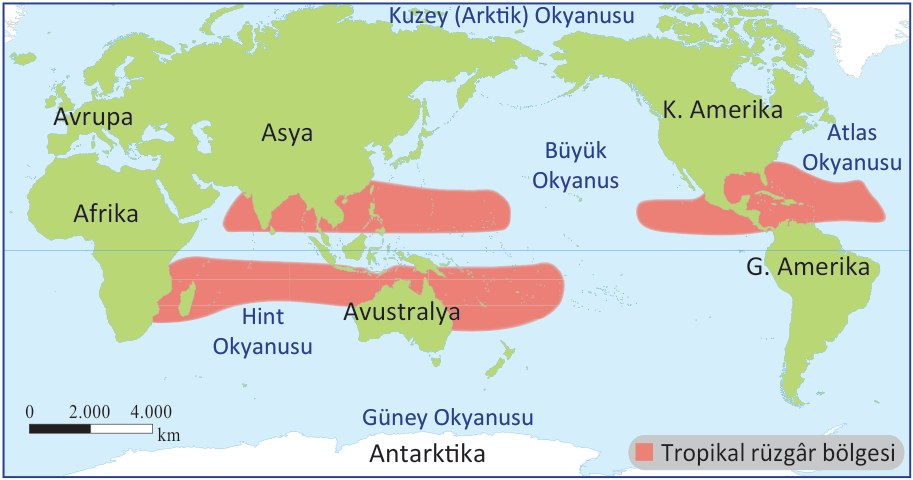 Kuzey (Arktik) Okyanusu
Avrupa
Asya
K. Amerika
Büyük
Okyanus
Atlas
Okyanusu
Afrika
G. Amerika
Avustralya
Hint
Okyanusu
0 2.000 4.000
km
Güney Okyanusu
Antarktika
Tropikal rüzgâr bölgesi